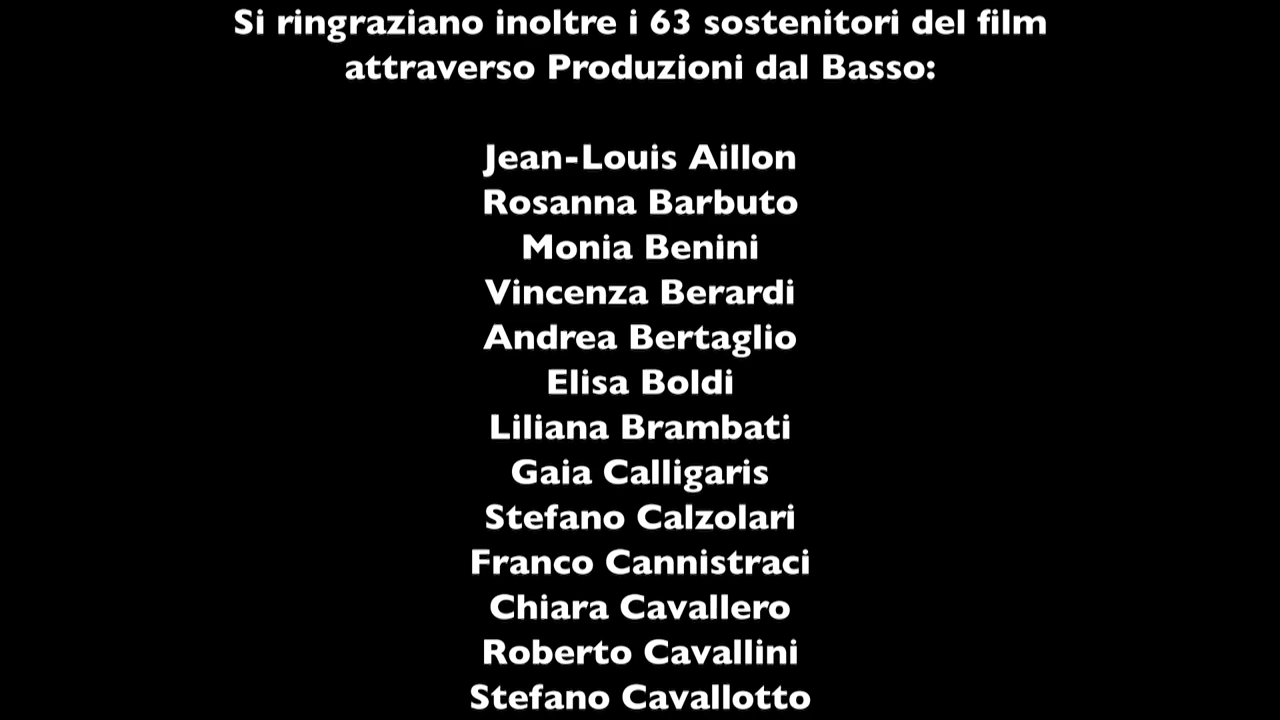 Si ringraziano inoltre i 63 sostenitori del film
attraverso Produzioni dal Basso:
Jean-Louis Aillon
Rosanna Barbuto
Monia Benini
Vincenza Berardi
Andrea Bertaglio
Elisa Boldi
Liliana Brambati
Gaia Calligaris
Stefano Calzolari
Franco Cannistraci
Chiara Cavallero
Roberto Cavallini
Stefano Cavallotto